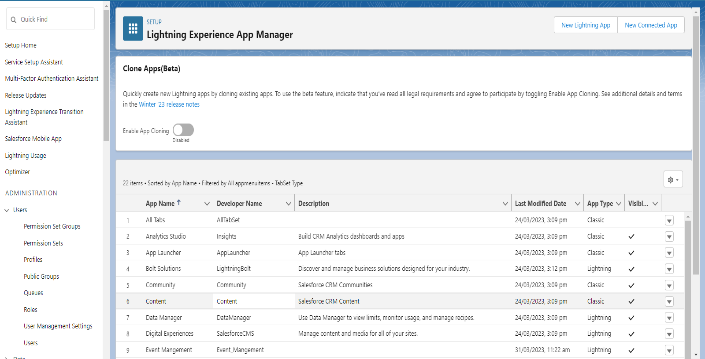 Quick Find
Setup Home
Service Setup Assistant
Multi-Factor Authentication Assistant
Release Updates
Lightning Experience Transition
Assistant
Salesforce Mobile App
Lightning Usage
Optimizer
ADMINISTRATION
Users
Permission Set Groups
Permission Sets
Profiles
Public Groups
Queues
Roles
User Management Settings
Users
SETUP
Lightning Experience App Manager
New Lightning App New Connected App
Clone Apps(Beta)
Quickly create new Lightning apps by cloning existing apps. To use the beta feature, indicate that you've read all legal requirements and agree to participate by toggling Enable App Cloning. See additional details and terms
in the Winter '23 release notes
Enable App Cloning
Disabled
22 items • Sorted by App Name • Filtered by All appmenuitems • TabSet Type
App Name Developer Name Description Last Modified Date App Type Visibi...
1 All Tabs AllTabSet 24/03/2023, 3:09 pm Classic
2 Analytics Studio Insights Build CRM Analytics dashboards and apps 24/03/2023, 3:09 pm Classic
3 App Launcher AppLauncher App Launcher tabs 24/03/2023, 3:09 pm Classic
4 Bolt Solutions LightningBolt Discover and manage business solutions designed for your industry. 24/03/2023, 3:12 pm Lightning
5 Community Community Salesforce CRM Communities 24/03/2023, 3:09 pm Classic
6 Content Content Salesforce CRM Content 24/03/2023, 3:09 pm Classic
7 Data Manager DataManager Use Data Manager to view limits, monitor usage, and manage recipes. 24/03/2023, 3:09 pm Lightning
8 Digital Experiences SalesforceCMS Manage content and media for all of your sites. 24/03/2023, 3:09 pm Lightning
9 Event Mangement Event_Mangement 31/03/2023, 11:22 am Lightning